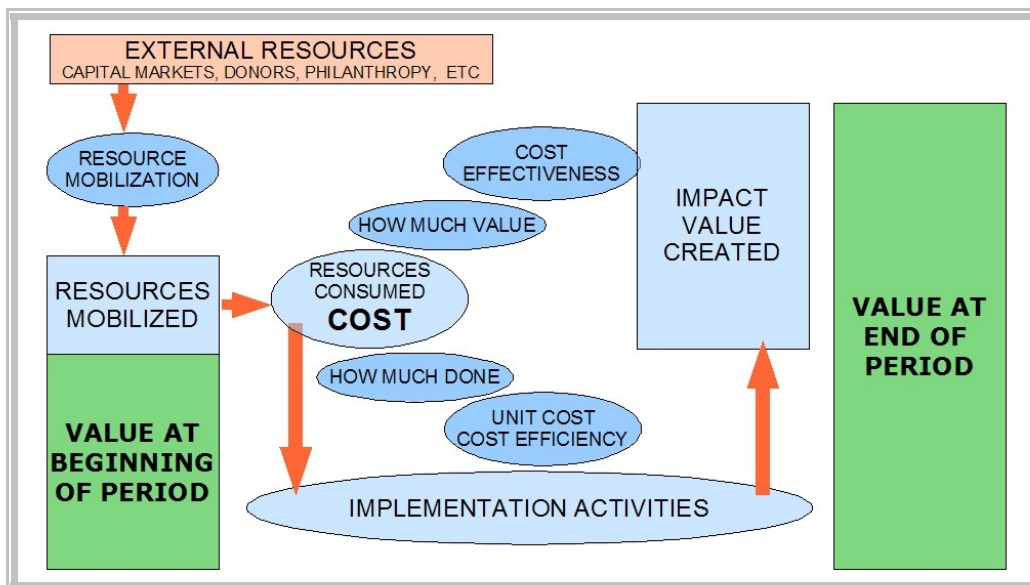 EXTERNAL RESOURCES
CAPITAL MARKETS, DONORS, PHILANTHROPY, ETC
RESOURCE
MOBILIZATION
COST
EFFECTIVENESS
HOW MUCH VALUE
IMPACT
VALUE
CREATED
RESOURCES
MOBILIZED
RESOURCES
CONSUMED
COST
VALUE AT
END OF
PERIOD
HOW MUCH DONE
UNIT COST
COST EFFICIENCY
VALUE AT
BEGINNING
OF PERIOD
IMPLEMENTATION ACTIVITIES